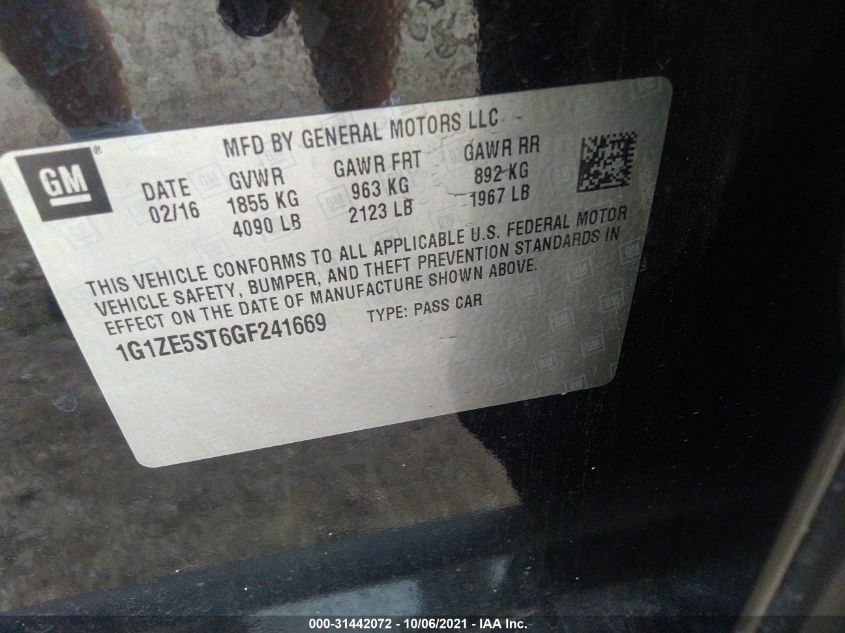 MFD BY GENERAL MOTORS LLC
GM
DATE GVWR GAWR FRT GAWR RR
02/16 1855 KG 963 KG 892 KG
4090 LB 2123 LB 1967 LB
THIS VEHICLE CONFORMS TO ALL APPLICABLE U.S. FEDERAL MOTOR
VEHICLE SAFETY, BUMPER, AND THEFT PREVENTION STANDARDS IN
EFFECT ON THE DATE OF MANUFACTURE SHOWN ABOVE.
1G1ZE5ST6GF241669 TYPE: PASS CAR
000-31442072 - 10/06/2021 - IAA Inc.